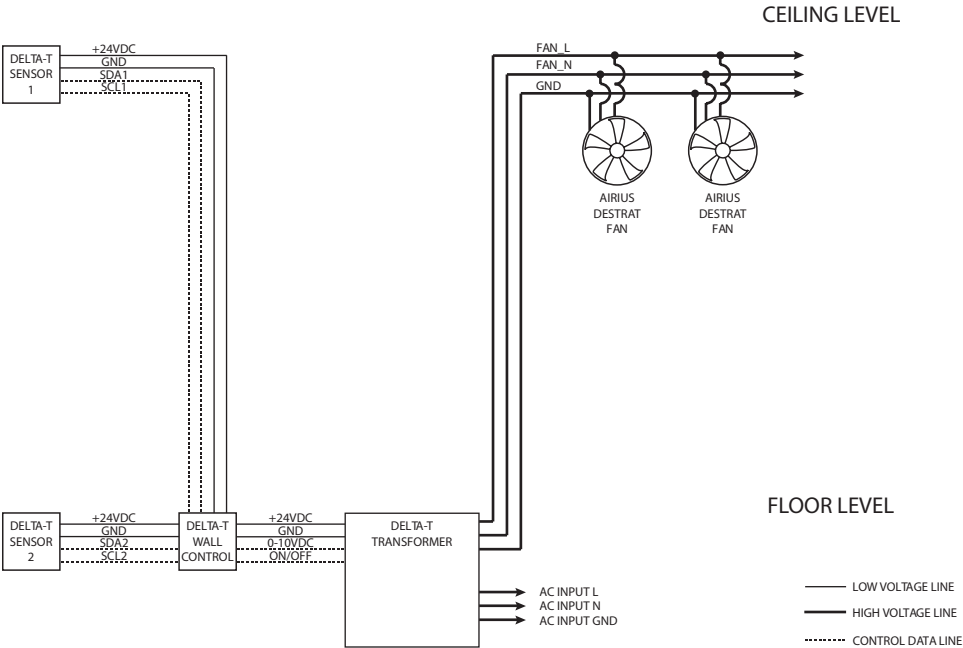 CEILING LEVEL
DELTA-T
SENSOR
1
+24VDC
GND
SDA1
SCL1
FAN_L
FAN_N
GND
AIRIUS
DESTRAT
FAN
AIRIUS
DESTRAT
FAN
FLOOR LEVEL
DELTA-T
SENSOR
2
+24VDC
GND
SDA2
SCL2
DELTA-T
WALL
CONTROL
+24VDC
GND
0-10VDC
ON/OFF
DELTA-T
TRANSFORMER
AC INPUT L
AC INPUT N
AC INPUT GND
LOW VOLTAGE LINE
HIGH VOLTAGE LINE
CONTROL DATA LINE